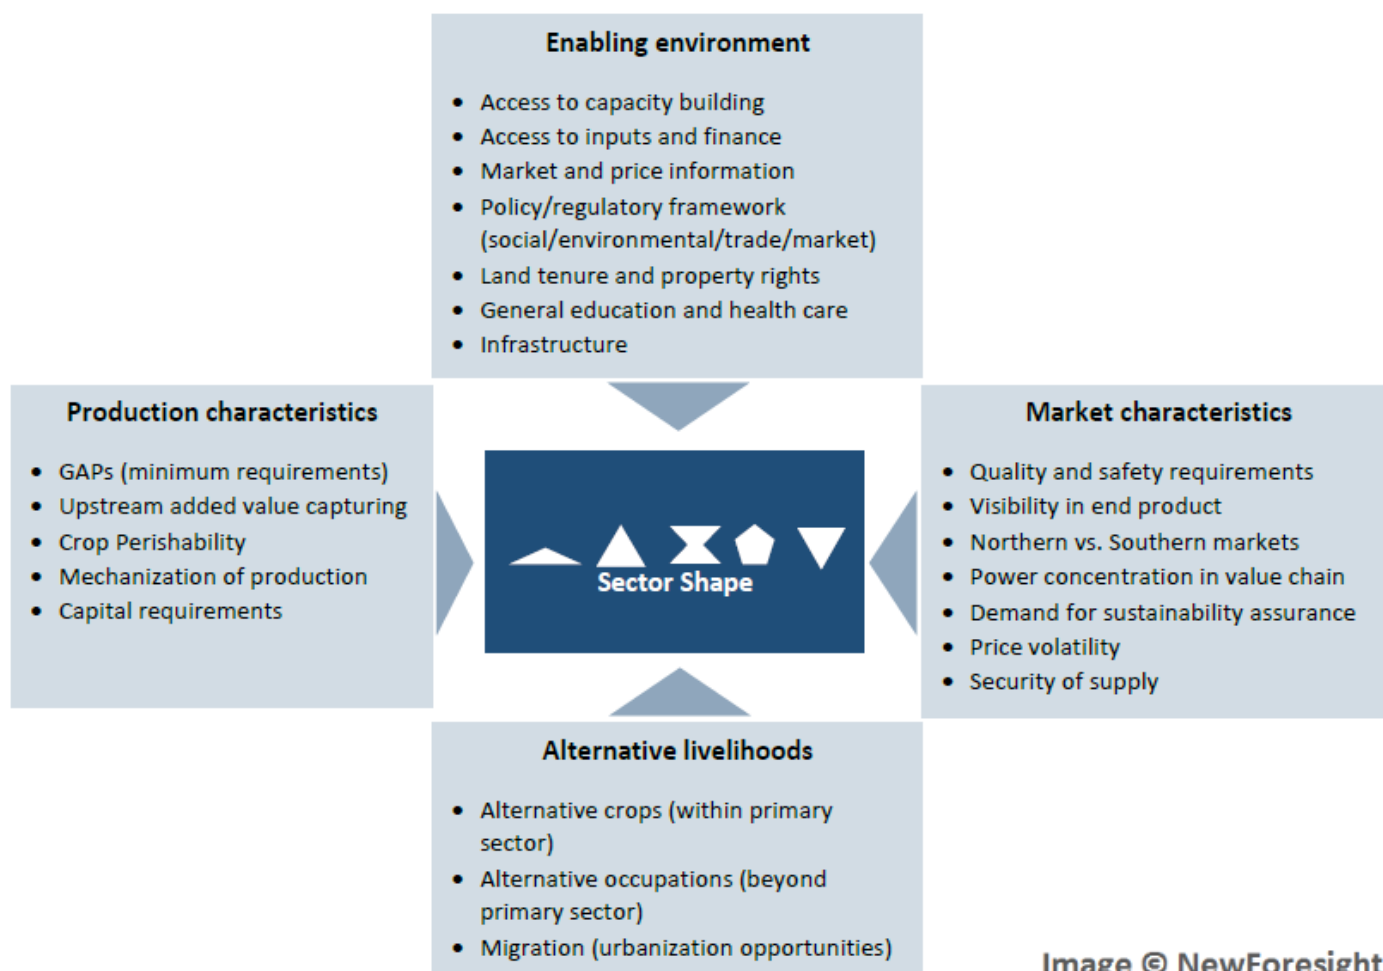 Enabling environment
• Access to capacity building
• Access to inputs and finance
• Market and price information
• Policy/regulatory framework
(social/environmental/trade/market)
• Land tenure and property rights
• General education and health care
• Infrastructure
Production characteristics
• GAPs (minimum requirements)
• Upstream added value capturing
• Crop Perishability
• Mechanization of production
• Capital requirements
Sector Shape
Market characteristics
• Quality and safety requirements
• Visibility in end product
• Northern vs. Southern markets
• Power concentration in value chain
• Demand for sustainability assurance
• Price volatility
• Security of supply
Alternative livelihoods
• Alternative crops (within primary
sector)
• Alternative occupations (beyond
primary sector)
• Migration (urbanization opportunities)
Image © NewForesight